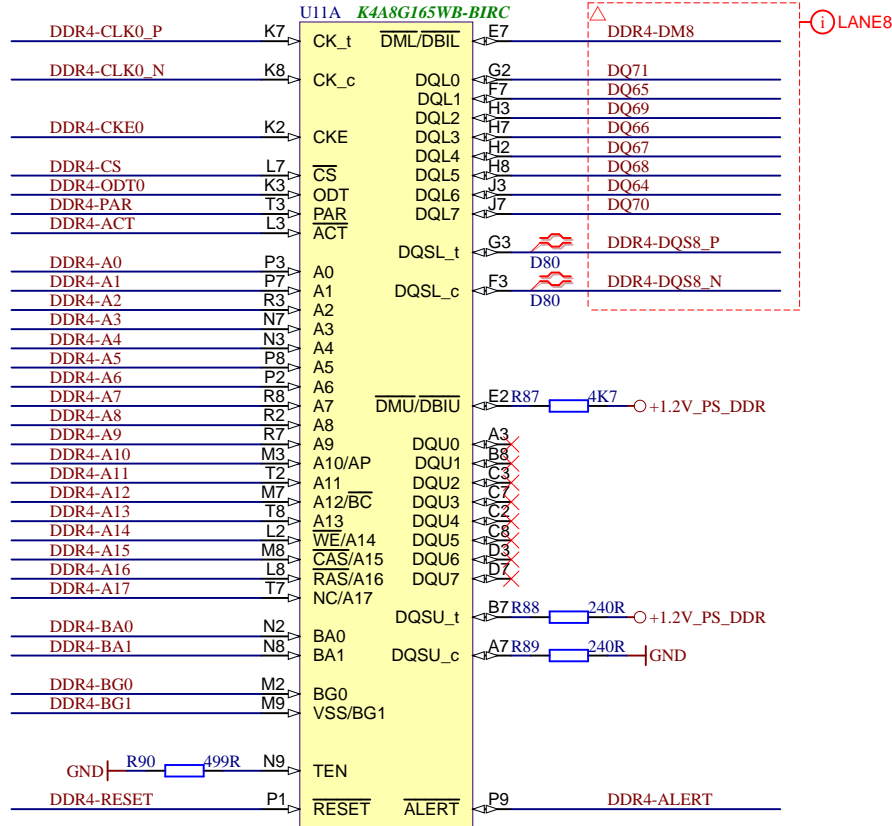 U11A K4A8G165WB-BIRC
DDR4-CLK0_P K7 CK_t DML/DBIL E7 DDR4-DM8
i LANE8
DDR4-CLK0_N K8 CK_c DQL0 G2 DQ71
DQL1 F7 DQ65
DQL2 H3 DQ69
DDR4-CKE0 K2 CKE DQL3 H7 DQ66
DQL4 H2 DQ67
DDR4-CS L7 CS DQL5 H8 DQ68
DDR4-ODT0 K3 ODT DQL6 J3 DQ64
DDR4-PAR T3 PAR DQL7 J7 DQ70
DDR4-ACT L3 ACT
DQSL_t G3 D80 DDR4-DQS8_P
DDR4-A0 P3 A0
DDR4-A1 P7 A1 DQSL_c F3 D80 DDR4-DQS8_N
DDR4-A2 R3 A2
DDR4-A3 N7 A3
DDR4-A4 N3 A4
DDR4-A5 P8 A5
DDR4-A6 P2 A6
DDR4-A7 R8 A7 DMU/DBIU E2 R87 4K7 +1.2V_PS_DDR
DDR4-A8 R2 A8
DDR4-A9 R7 A9 DQU0 A3
DDR4-A10 M3 A10/AP DQU1 B8
DDR4-A11 T2 A11 DQU2 C3
DDR4-A12 M7 A12/BC DQU3 C7
DDR4-A13 T8 A13 DQU4 C2
DDR4-A14 L2 WE/A14 DQU5 C8
DDR4-A15 M8 CAS/A15 DQU6 D3
DDR4-A16 L8 RAS/A16 DQU7 D7
DDR4-A17 T7 NC/A17
DQSU_t B7 R88 240R +1.2V_PS_DDR
DDR4-BA0 N2 BA0
DDR4-BA1 N8 BA1 DQSU_c A7 R89 240R GND
DDR4-BG0 M2 BG0
DDR4-BG1 M9 VSS/BG1
GND R90 499R N9 TEN
DDR4-RESET P1 RESET ALERT P9 DDR4-ALERT